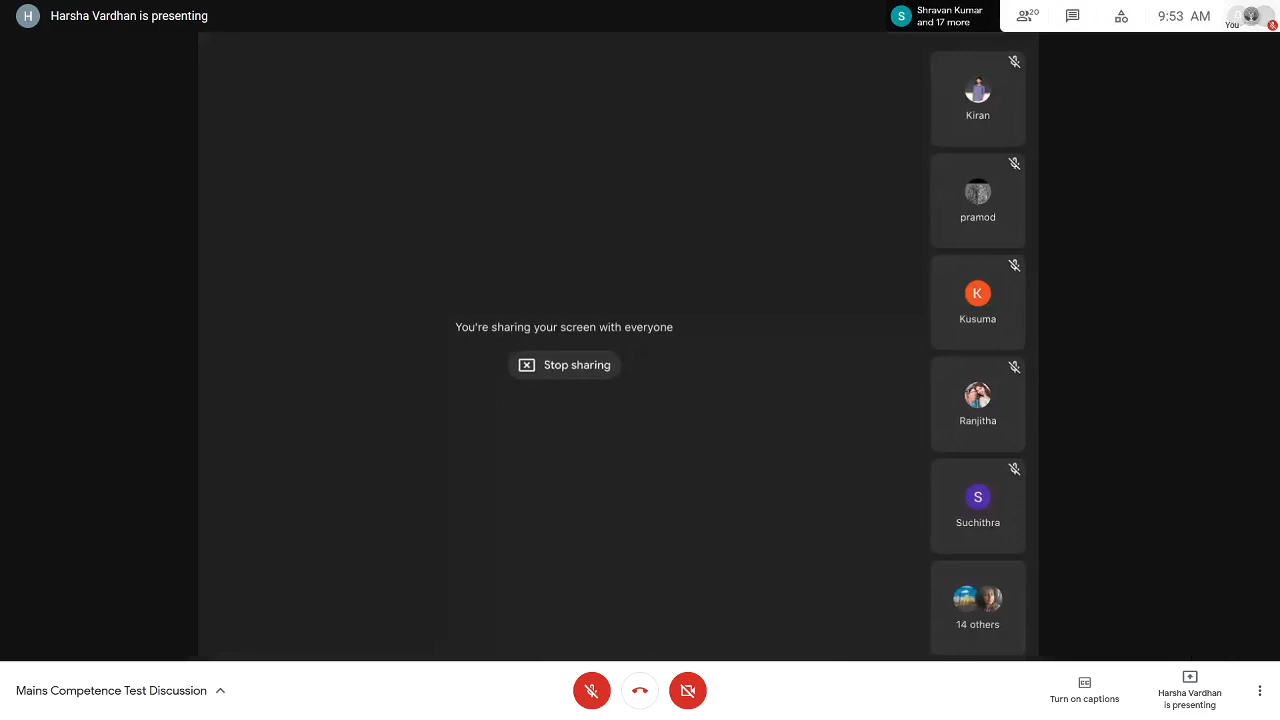 H
Harsha Vardhan is presenting
S
Shravan Kumar
and 17 more
20
9:53 AM
You
Kiran
pramod
K
Kusuma
Ranjitha
S
Suchithra
14 others
You're sharing your screen with everyone
Stop sharing
Mains Competence Test Discussion
CC
Turn on captions
Harsha Vardhan
is presenting